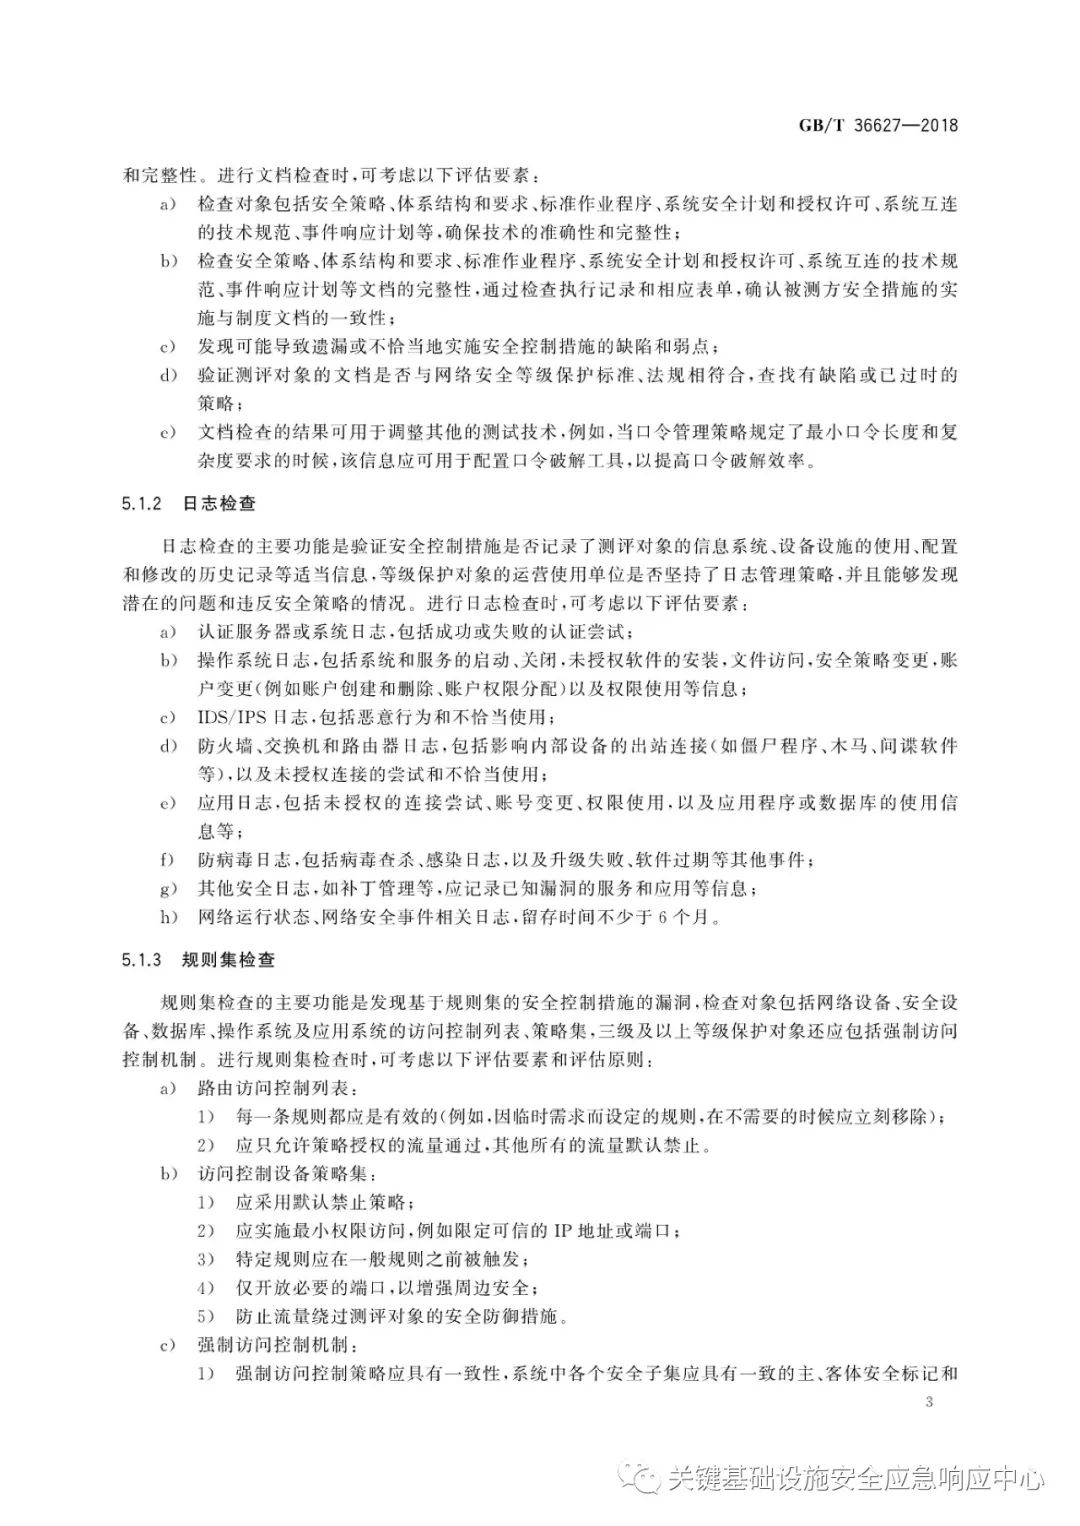 GB/T 36627—2018
和完整性。进行文档检查时,可考虑以下评估要素:
a) 检查对象包括安全策略、体系结构和要求、标准作业程序、系统安全计划和授权许可、系统互连
的技术规范、事件响应计划等,确保技术的准确性和完整性;
b) 检查安全策略、体系结构和要求、标准作业程序、系统安全计划和授权许可、系统互连的技术规
范、事件响应计划等文档的完整性,通过检查执行记录和相应表单,确认被测方安全措施的实
施与制度文档的一致性;
c) 发现可能导致遗漏或不恰当地实施安全控制措施的缺陷和弱点;
d) 验证测评对象的文档是否与网络安全等级保护标准、法规相符合,查找有缺陷或已过时的
策略;
e) 文档检查的结果可用于调整其他的测试技术,例如,当口令管理策略规定了最小口令长度和复
杂度要求的时候,该信息应可用于配置口令破解工具,以提高口令破解效率。
5.1.2 日志检查
日志检查的主要功能是验证安全控制措施是否记录了测评对象的信息系统、设备设施的使用、配置
和修改的历史记录等适当信息,等级保护对象的运营使用单位是否坚持了日志管理策略,并且能够发现
潜在的问题和违反安全策略的情况。进行日志检查时,可考虑以下评估要素:
a) 认证服务器或系统日志,包括成功或失败的认证尝试;
b) 操作系统日志,包括系统和服务的启动、关闭,未授权软件的安装,文件访问,安全策略变更,账
户变更(例如账户创建和删除、账户权限分配)以及权限使用等信息;
c) IDS/IPS 日志,包括恶意行为和不恰当使用;
d) 防火墙、交换机和路由器日志,包括影响内部设备的出站连接(如僵尸程序、木马、间谍软件
等),以及未授权连接的尝试和不恰当使用;
e) 应用日志,包括未授权的连接尝试、账号变更、权限使用,以及应用程序或数据库的使用信
息等;
f) 防病毒日志,包括病毒查杀、感染日志,以及升级失败、软件过期等其他事件;
g) 其他安全日志,如补丁管理等,应记录已知漏洞的服务和应用等信息;
h) 网络运行状态、网络安全事件相关日志,留存时间不少于 6 个月。
5.1.3 规则集检查
规则集检查的主要功能是发现基于规则集的安全控制措施的漏洞,检查对象包括网络设备、安全设
备、数据库、操作系统及应用系统的访问控制列表、策略集,三级及以上等级保护对象还应包括强制访问
控制机制。进行规则集检查时,可考虑以下评估要素和评估原则:
a) 路由访问控制列表:
1) 每一条规则都应是有效的(例如,因临时需求而设定的规则,在不需要的时候应立刻移除);
2) 应只允许策略授权的流量通过,其他所有的流量默认禁止。
b) 访问控制设备策略集:
1) 应采用默认禁止策略;
2) 应实施最小权限访问,例如限定可信的 IP 地址或端口;
3) 特定规则应在一般规则之前被触发;
4) 仅开放必要的端口,以增强周边安全;
5) 防止流量绕过测评对象的安全防御措施。
c) 强制访问控制机制:
1) 强制访问控制策略应具有一致性,系统中各个安全子集应具有一致的主、客体安全标记和
3
关键基础设施安全应急响应中心